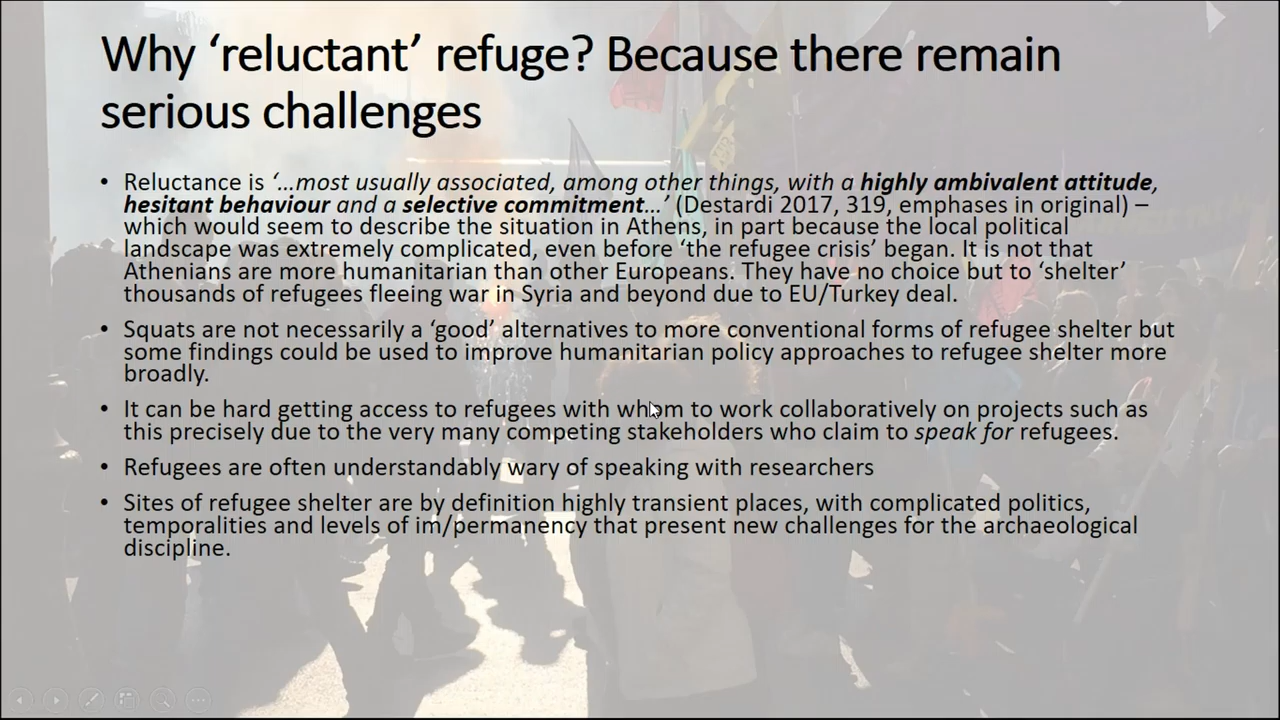 Why ‘reluctant’ refuge? Because there remain
serious challenges
• Reluctance is ‘…most usually associated, among other things, with a highly ambivalent attitude,
hesitant behaviour and a selective commitment…’ (Destardi 2017, 319, emphases in original) –
which would seem to describe the situation in Athens, in part because the local political
landscape was extremely complicated, even before ‘the refugee crisis’ began. It is not that
Athenians are more humanitarian than other Europeans. They have no choice but to ‘shelter’
thousands of refugees fleeing war in Syria and beyond due to EU/Turkey deal.
• Squats are not necessarily a ‘good’ alternatives to more conventional forms of refugee shelter but
some findings could be used to improve humanitarian policy approaches to refugee shelter more
broadly.
• It can be hard getting access to refugees with whom to work collaboratively on projects such as
this precisely due to the very many competing stakeholders who claim to speak for refugees.
• Refugees are often understandably wary of speaking with researchers
• Sites of refugee shelter are by definition highly transient places, with complicated politics,
temporalities and levels of im/permanency that present new challenges for the archaeological
discipline.